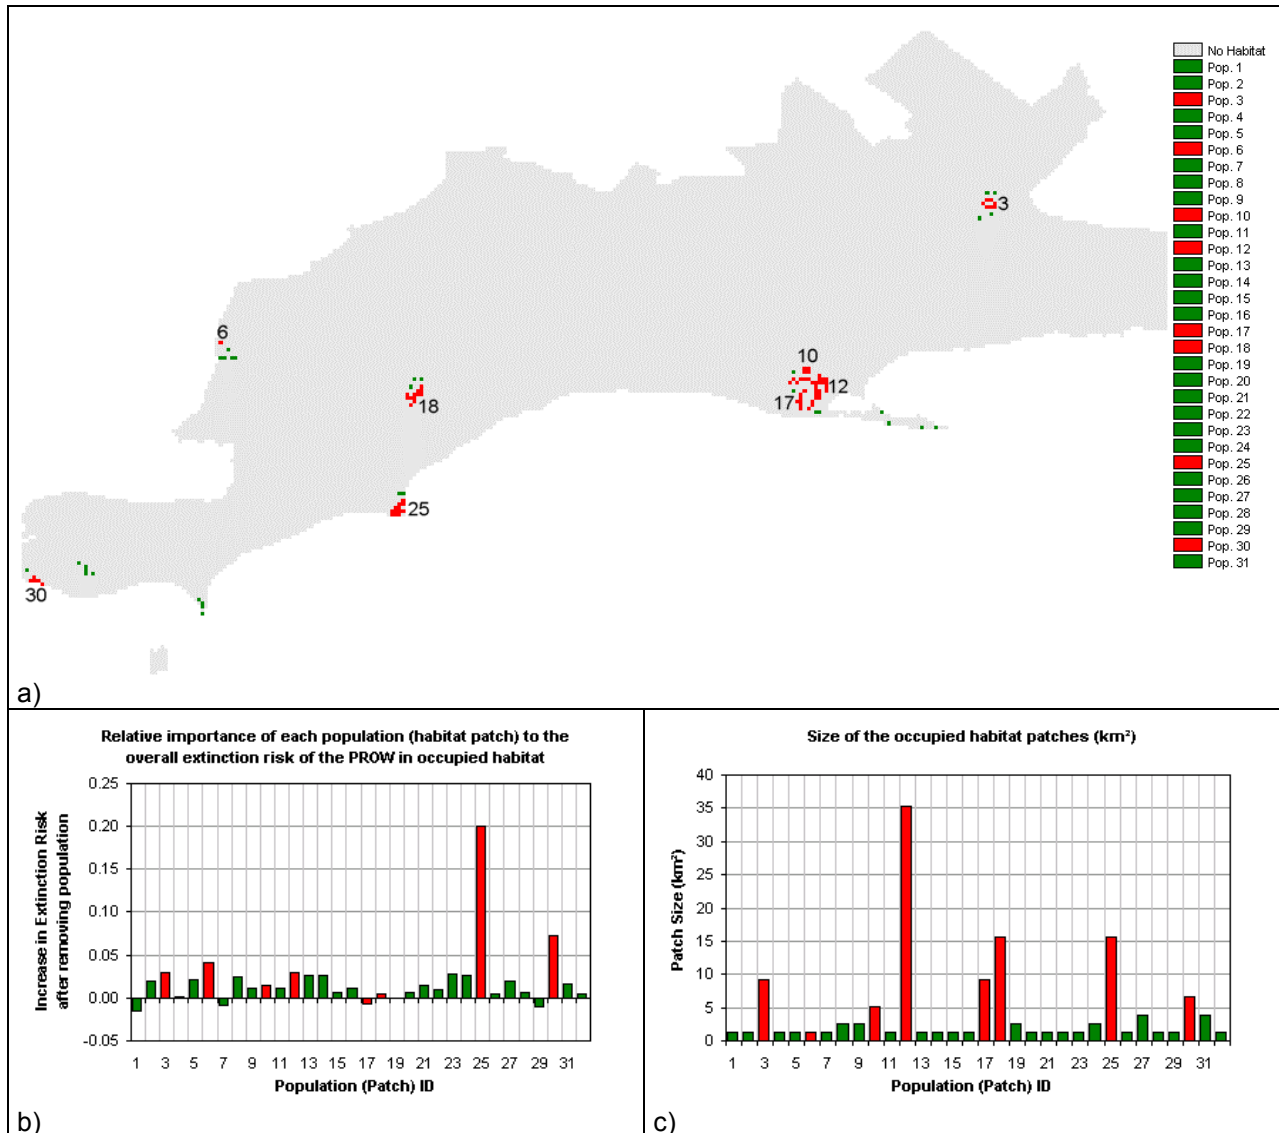 No Habitat
Pop. 1
Pop. 2
Pop. 3
Pop. 4
Pop. 5
Pop. 6
Pop. 7
Pop. 8
Pop. 9
Pop. 10
Pop. 11
Pop. 12
Pop. 13
Pop. 14
Pop. 15
Pop. 16
Pop. 17
Pop. 18
Pop. 19
Pop. 20
Pop. 21
Pop. 22
Pop. 23
Pop. 24
Pop. 25
Pop. 26
Pop. 27
Pop. 28
Pop. 29
Pop. 30
Pop. 31
3
6
10
12
17
18
25
30
a)
Relative importance of each population (habitat patch) to the
overall extinction risk of the PROW in occupied habitat
Increase in Extinction Risk
after removing population
0.25
0.20
0.15
0.10
0.05
0.00
-0.05
1 3 5 7 9 11 13 15 17 19 21 23 25 27 29 31
Population (Patch) ID
b)
Size of the occupied habitat patches (km²)
Patch Size (km²)
40
35
30
25
20
15
10
5
0
1 3 5 7 9 11 13 15 17 19 21 23 25 27 29 31
Population (Patch) ID
c)